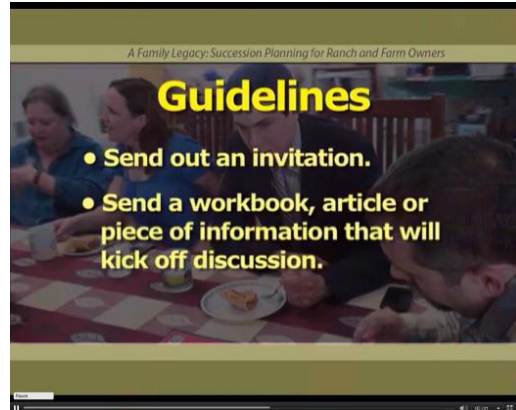 A Family Legacy: Succession Planning for Ranch and Farm Owners
Guidelines
• Send out an invitation.
• Send a workbook, article or
piece of information that will
kick off discussion.
Pause